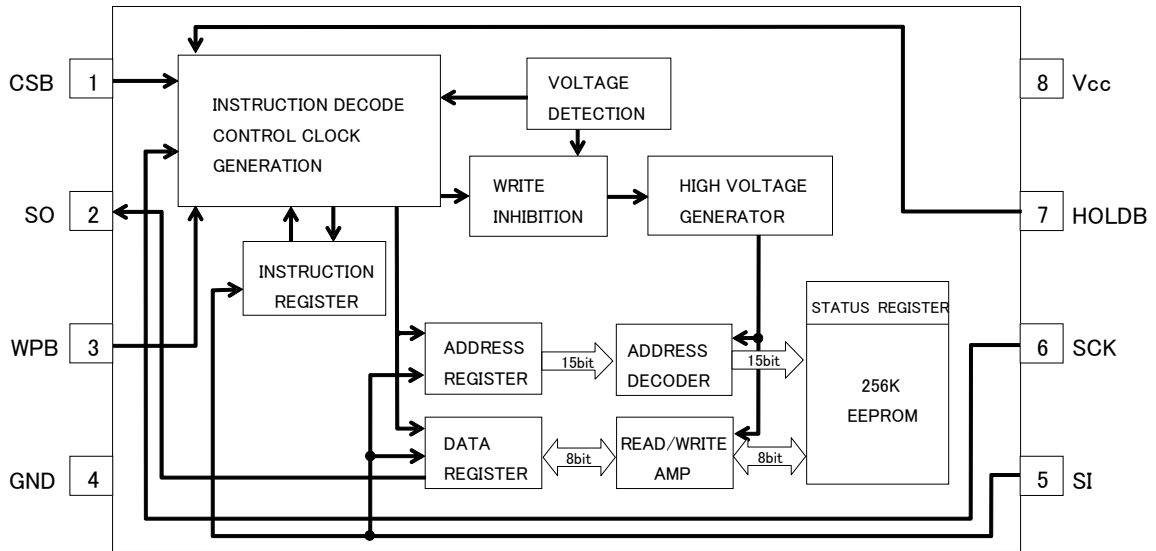 CSB
1
INSTRUCTION DECODE
CONTROL CLOCK
GENERATION
VOLTAGE
DETECTION
8
Vcc
SO
2
WRITE
INHIBITION
HIGH VOLTAGE
GENERATOR
7
HOLDB
INSTRUCTION
REGISTER
STATUS REGISTER
WPB
3
ADDRESS
REGISTER
15bit
ADDRESS
DECODER
15bit
256K
EEPROM
6
SCK
GND
4
DATA
REGISTER
8bit
READ/WRITE
AMP
8bit
5
SI